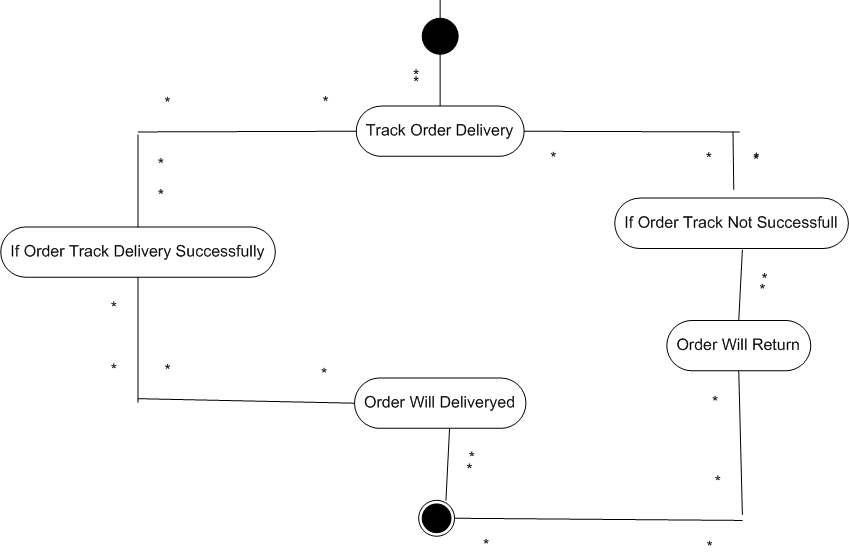 *
*
* *
Track Order Delivery
* * * *
*
*
If Order Track Not Successfull
If Order Track Delivery Successfully
*
*
*
Order Will Return
* * *
Order Will Deliveryed
*
*
*
*
* *